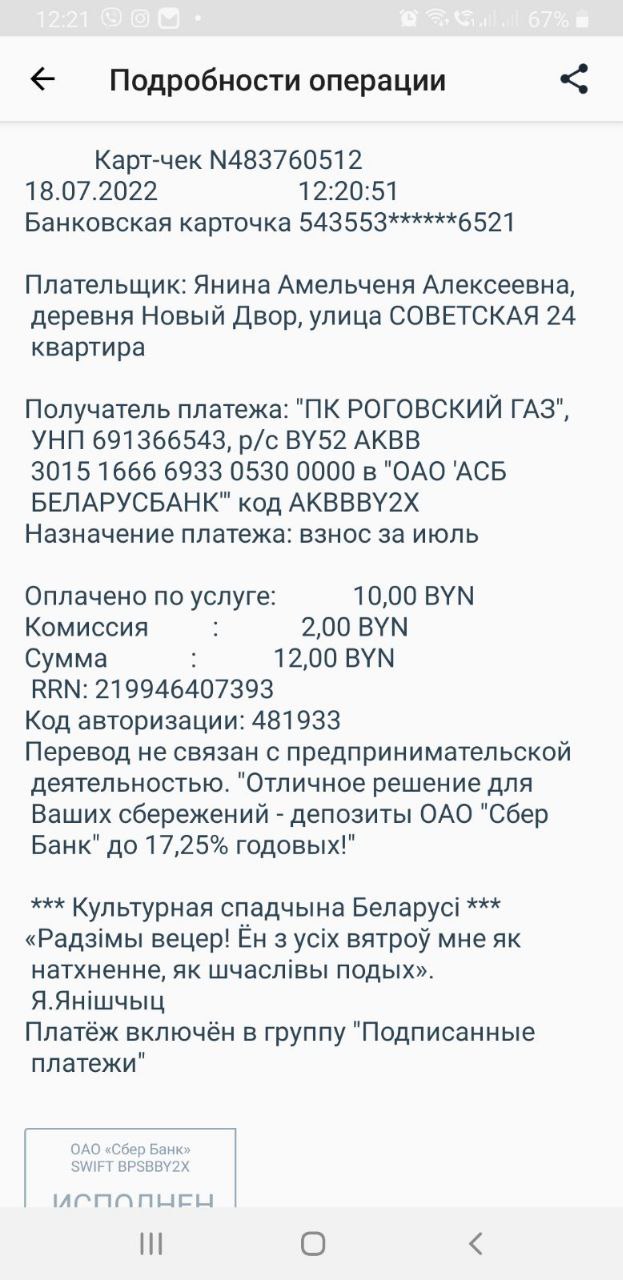 12:21
67%
Подробности операции
Карт-чек N483760512
18.07.2022 12:20:51
Банковская карточка 543553******6521
Плательщик: Янина Амельченя Алексеевна,
деревня Новый Двор, улица СОВЕТСКАЯ 24
квартира
Получатель платежа: "ПК РОГОВСКИЙ ГАЗ",
УНП 691366543, р/с BY52 AKBB
3015 1666 6933 0530 0000 в "ОАО 'АСБ
БЕЛАРУСБАНК'" код AKBBBY2X
Назначение платежа: взнос за июль
Оплачено по услуге: 10,00 BYN
Комиссия : 2,00 BYN
Сумма : 12,00 BYN
RRN: 219946407393
Код авторизации: 481933
Перевод не связан с предпринимательской
деятельностью. "Отличное решение для
Ваших сбережений - депозиты ОАО "Сбер
Банк" до 17,25% годовых!"
*** Культурная спадчына Беларусі ***
«Радзімы вецер! Ён з усіх вятроў мне як
натхненне, як шчаслівы подых».
Я.Янішчыц
Платёж включён в группу "Подписанные
платежи"
ОАО «Сбер Банк»
SWIFT BPSBBY2X
ИСПОЛНЕН